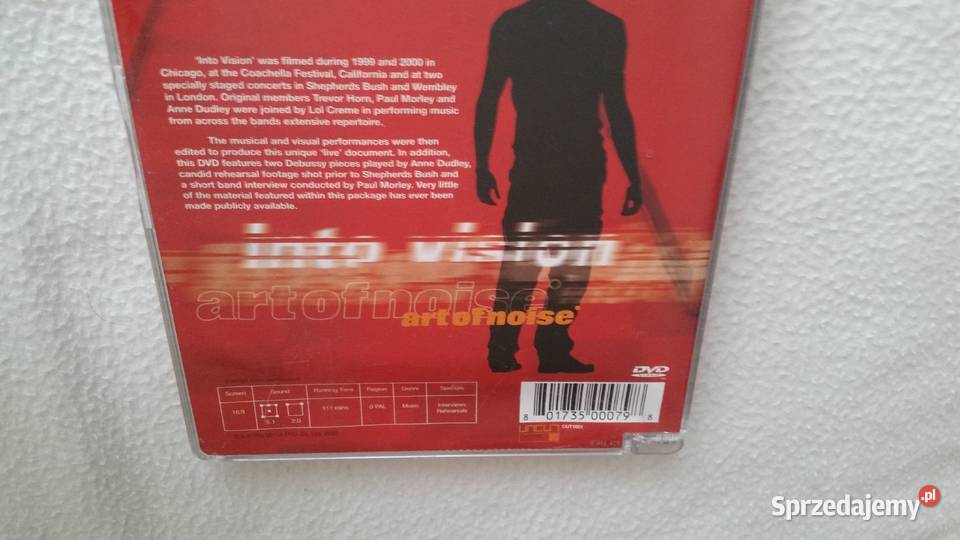 'Into Vision' was filmed during 1999 and 2000 in
Chicago, at the Coachella Festival, California and at two
specially staged concerts in Shepherds Bush and Wembley
in London. Original members Trevor Horn, Paul Morley and
Anne Dudley were joined by Lol Creme in performing music
from across the bands extensive repertoire.
The musical and visual performances were then
edited to produce this unique 'live' document. In addition,
this DVD features two Debussy pieces played by Anne Dudley,
candid rehearsal footage shot prior to Shepherds Bush and
a short band interview conducted by Paul Morley. Very little
of the material featured within this package has ever been
made publicly available.
into vision
artofnoise
artofnoise
DVD
VIDEO
Screen Sound Running Time Region Genre Specials
16:9 5.1 2.0 111 mins 0 PAL Music Interviews
Rehearsals
8 01735 00079 8
Sprzedajemy.pl